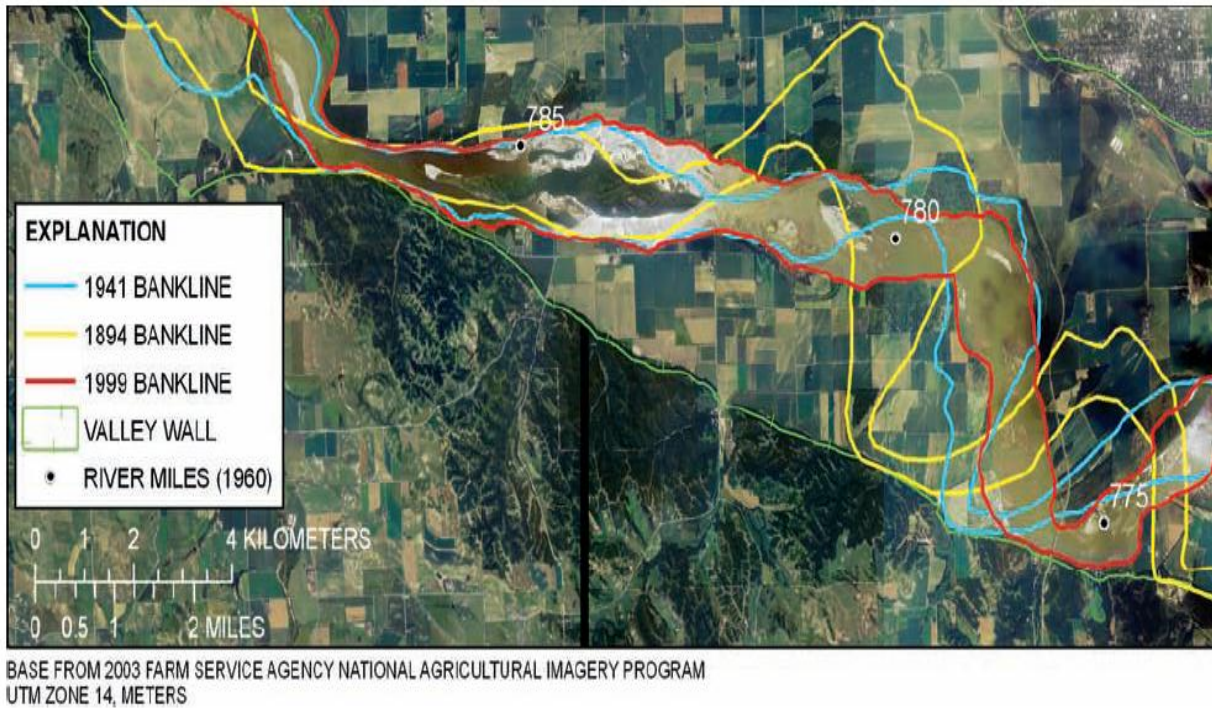 785
780
775
EXPLANATION
1941 BANKLINE
1894 BANKLINE
1999 BANKLINE
VALLEY WALL
RIVER MILES (1960)
0 1 2 4 KILOMETERS
0 0.5 1 2 MILES
BASE FROM 2003 FARM SERVICE AGENCY NATIONAL AGRICULTURAL IMAGERY PROGRAM
UTM ZONE 14, METERS